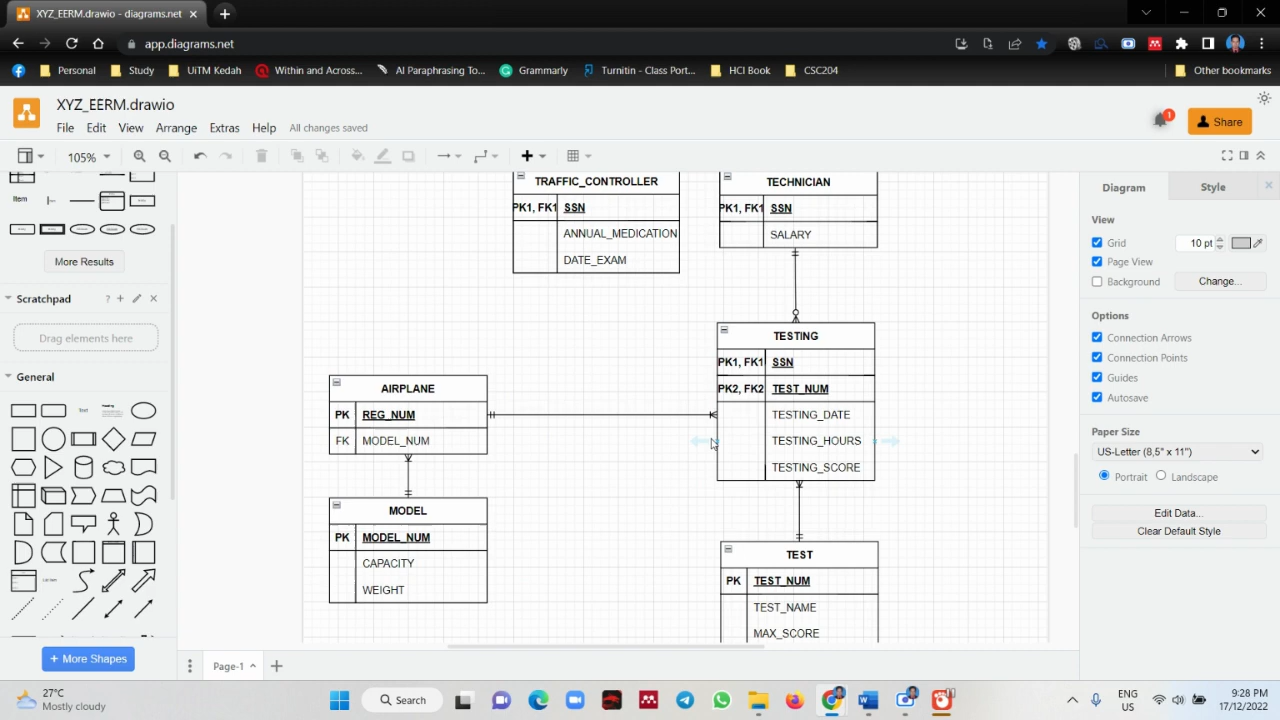 XYZ_EERM.drawio - diagrams.net
app.diagrams.net
Personal Study UiTM Kedah Within and Across... AI Paraphrasing To... Grammarly Turnitin - Class Port... HCI Book CSC204 Other bookmarks
XYZ_EERM.drawio
File Edit View Arrange Extras Help All changes saved
1
Share
105%
Item
More Results
Scratchpad
?
Drag elements here
General
Text
+ More Shapes
TRAFFIC_CONTROLLER
PK1, FK1 SSN
ANNUAL_MEDICATION
DATE_EXAM
TECHNICIAN
PK1, FK1 SSN
SALARY
TESTING
PK1, FK1 SSN
PK2, FK2 TEST_NUM
TESTING_DATE
TESTING_HOURS
TESTING_SCORE
AIRPLANE
PK REG_NUM
FK MODEL_NUM
MODEL
PK MODEL_NUM
CAPACITY
WEIGHT
TEST
PK TEST_NUM
TEST_NAME
MAX_SCORE
Page-1
Diagram Style
View
Grid 10 pt
Page View
Background Change...
Options
Connection Arrows
Connection Points
Guides
Autosave
Paper Size
US-Letter (8,5" x 11")
Portrait Landscape
Edit Data...
Clear Default Style
27°C
Mostly cloudy
Search
ENG
US
9:28 PM
17/12/2022